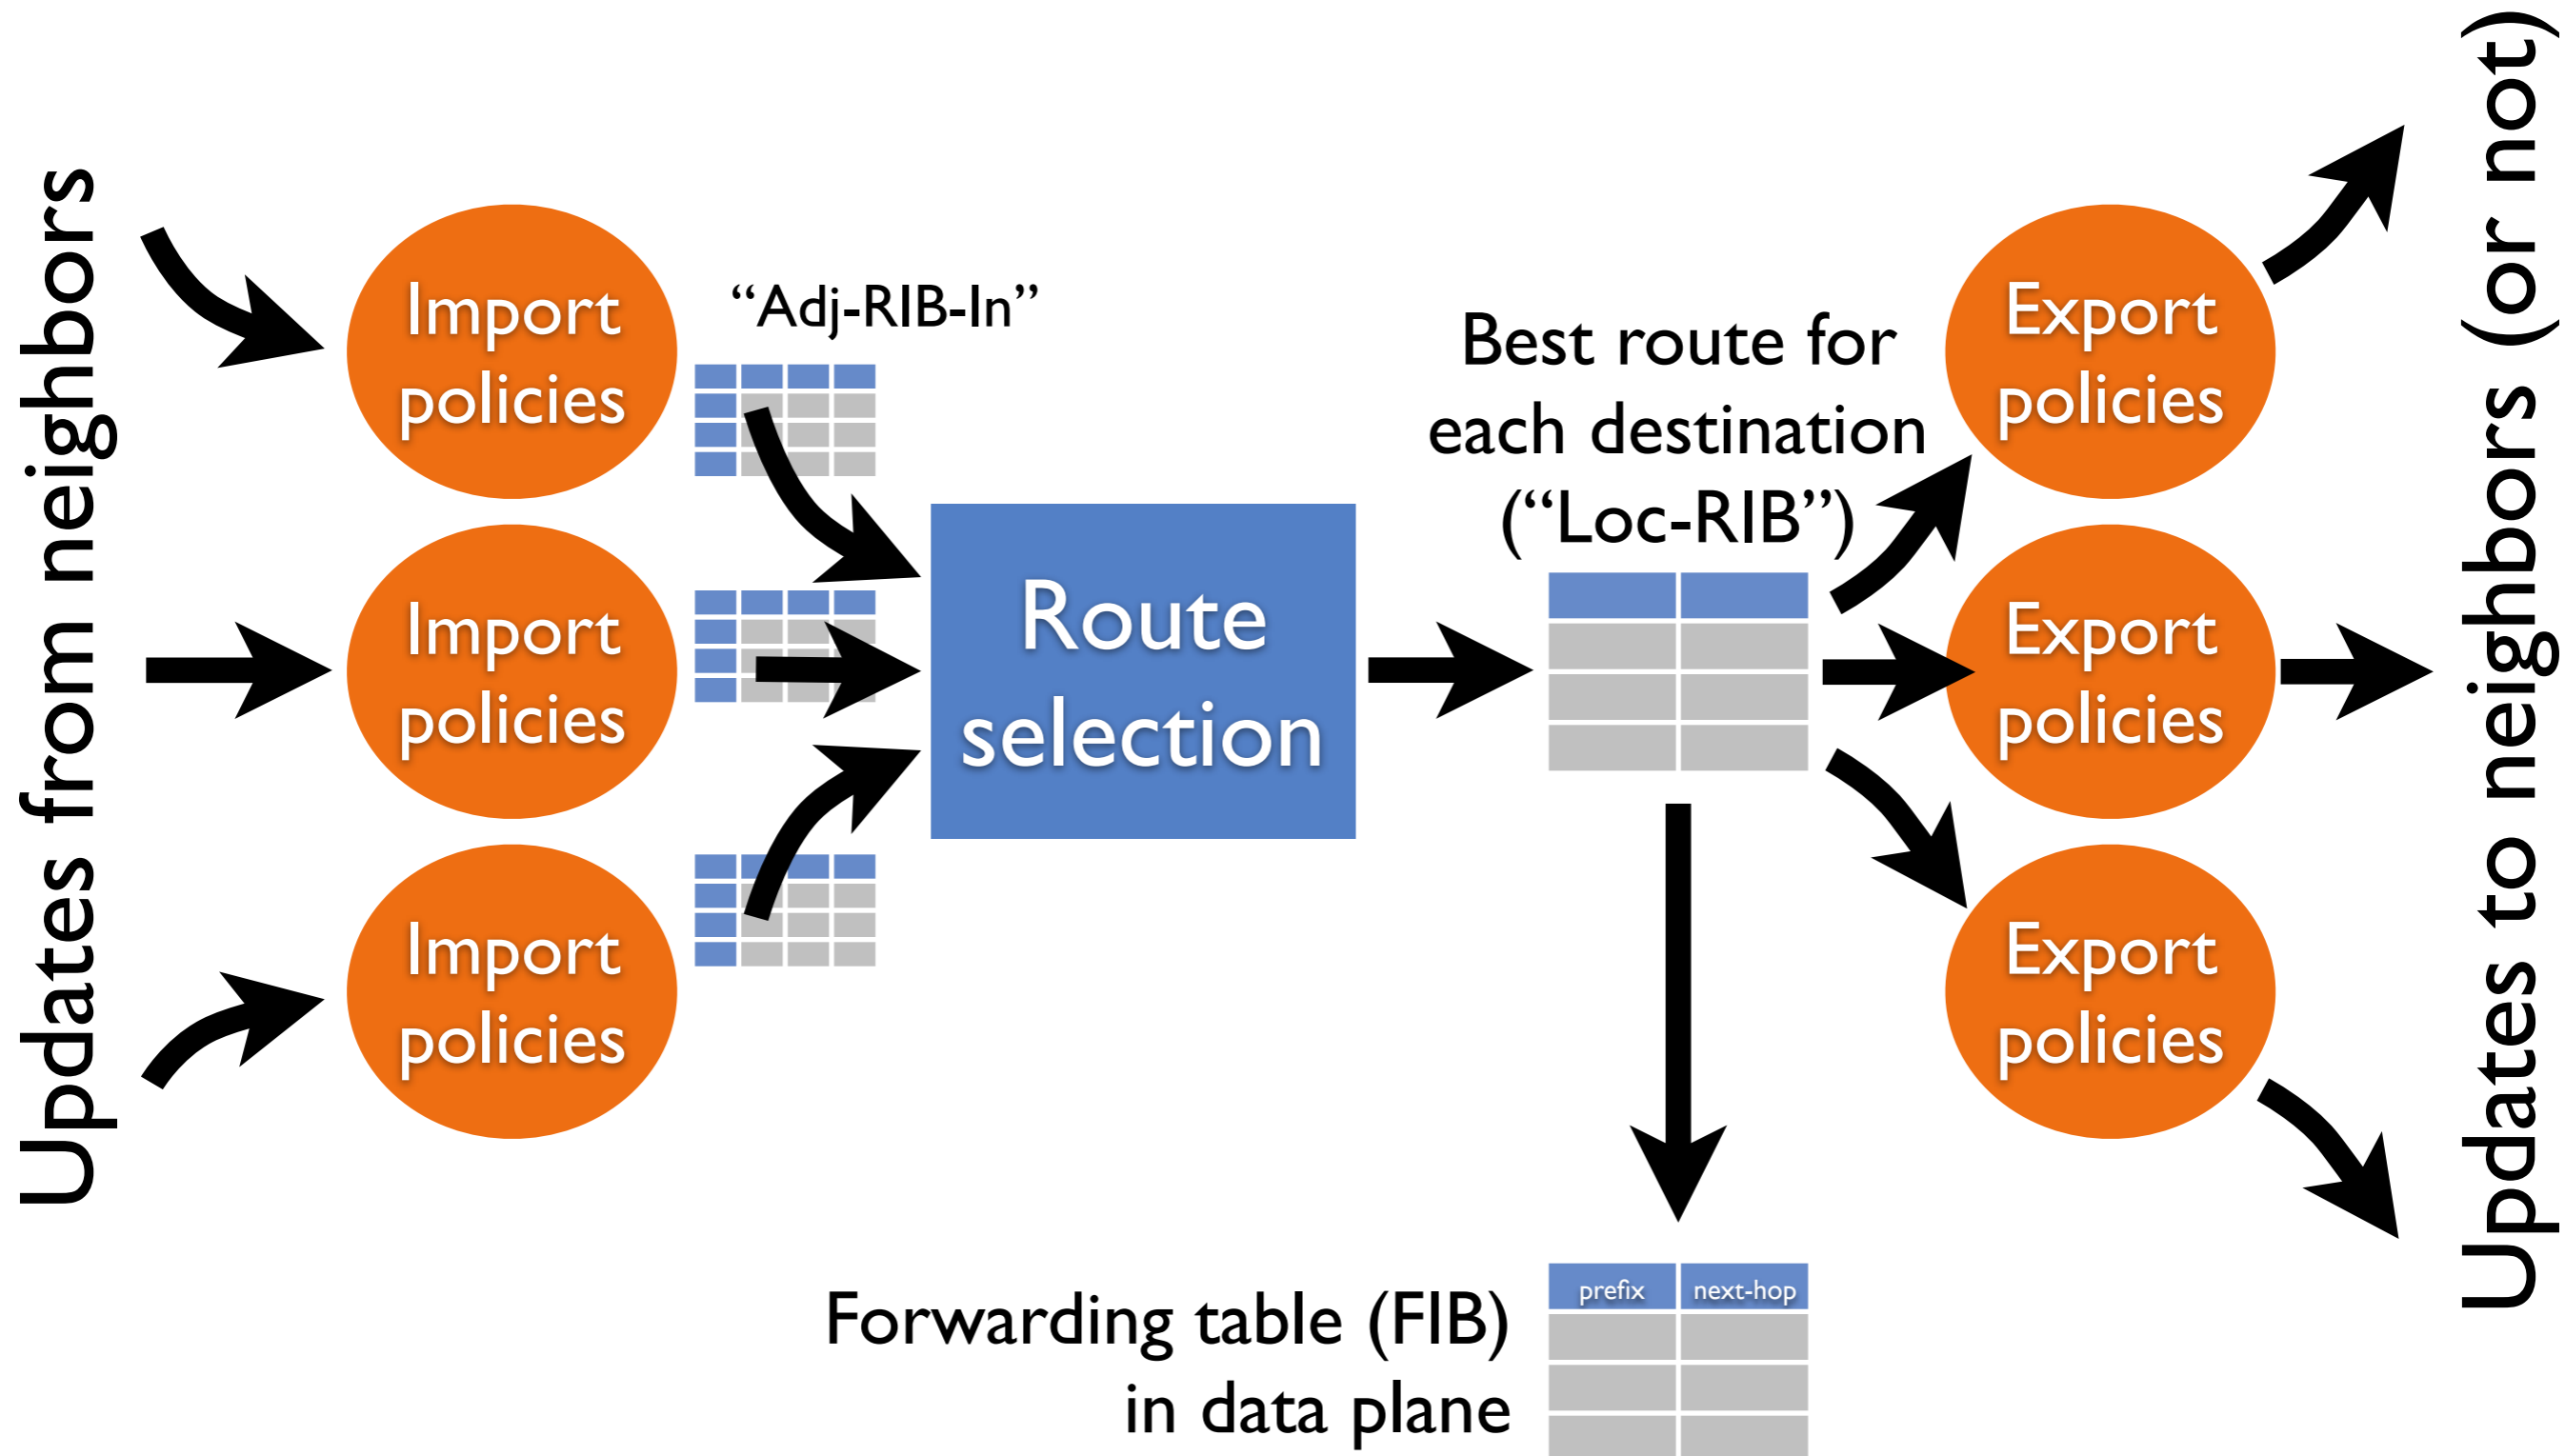 Updates from neighbors
Import
policies
Import
policies
Import
policies
“Adj-RIB-In”
Route
selection
Best route for
each destination
(“Loc-RIB”)
Export
policies
Export
policies
Export
policies
Updates to neighbors (or not)
Forwarding table (FIB)
in data plane
prefix next-hop